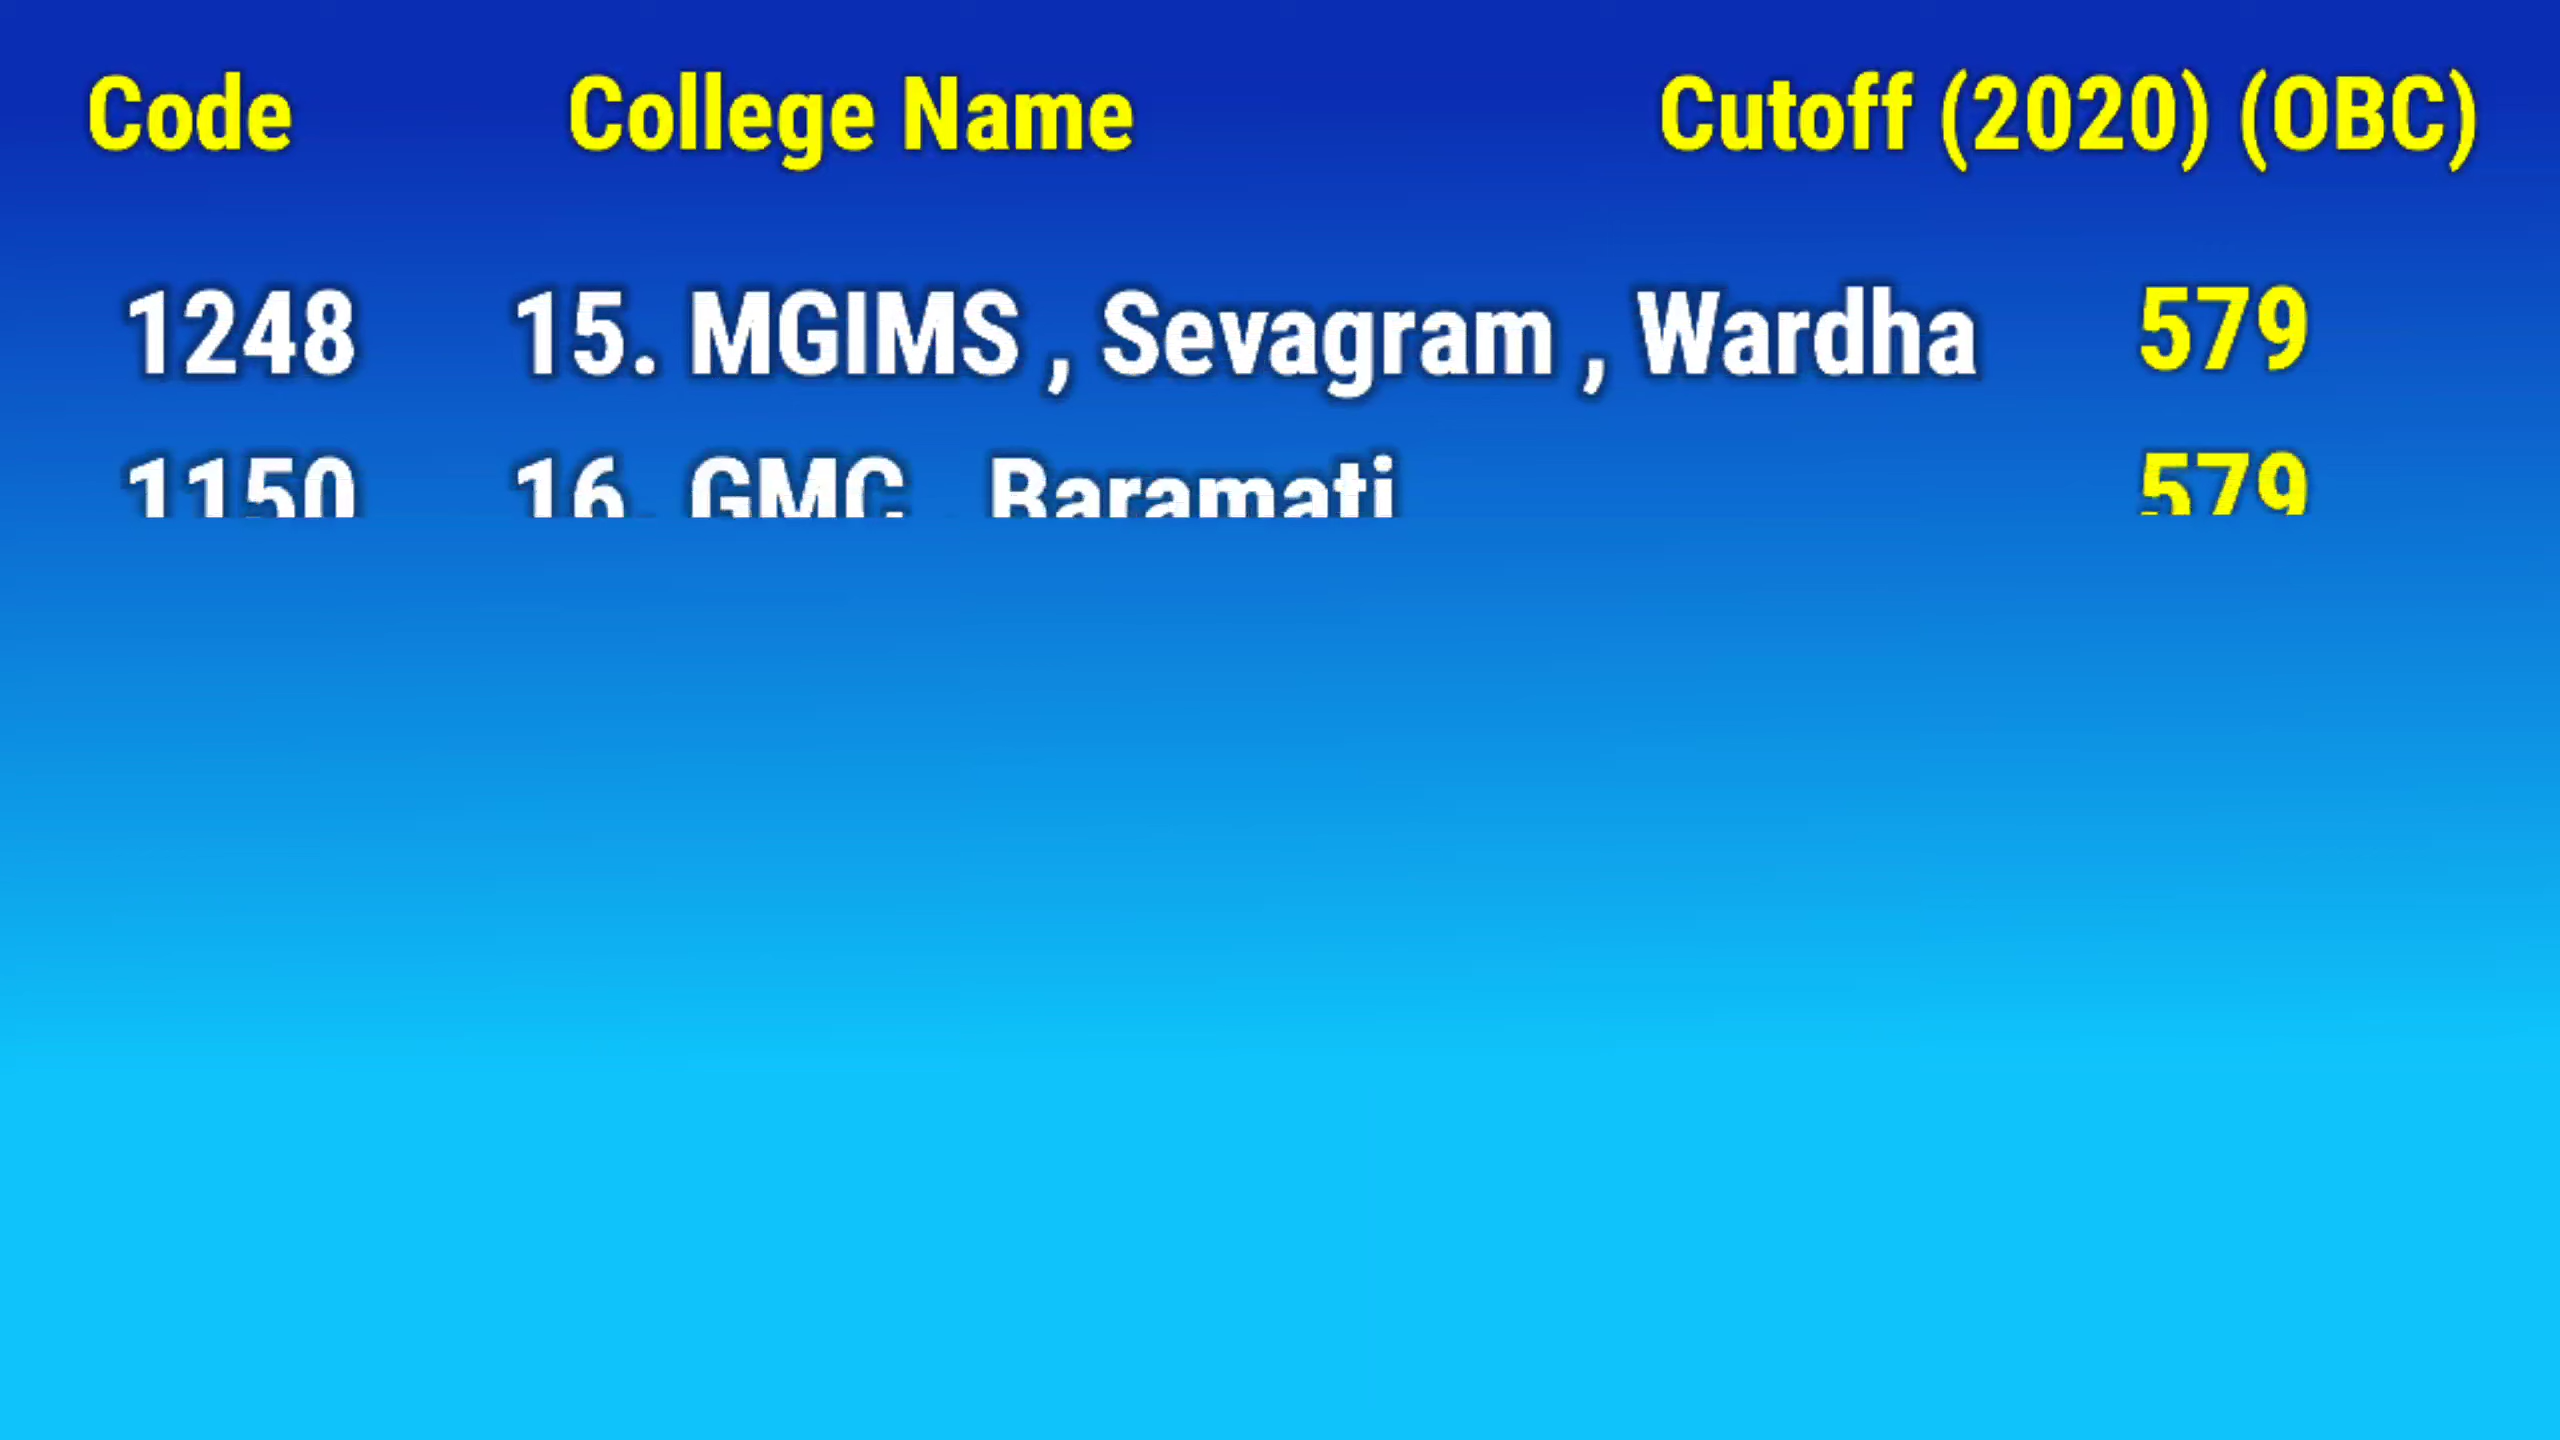 Code College Name Cutoff (2020) (OBC)
1248 15. MGIMS , Sevagram , Wardha 579
1150 16. GMC , Baramati 579